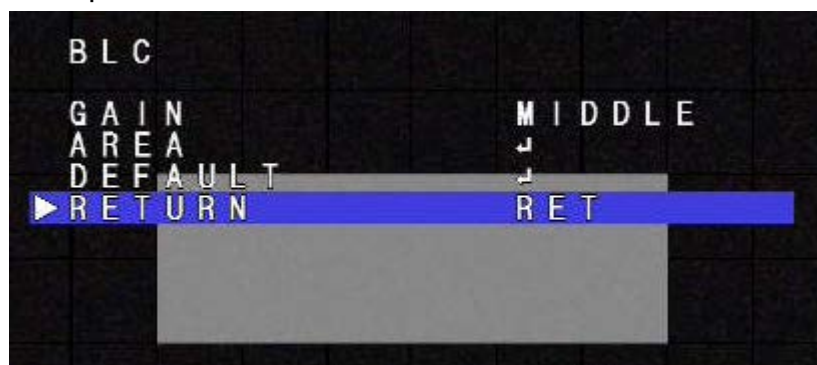 BLC
GAIN MIDDLE
AREA ↲
DEFAULT ↲
RETURN RET